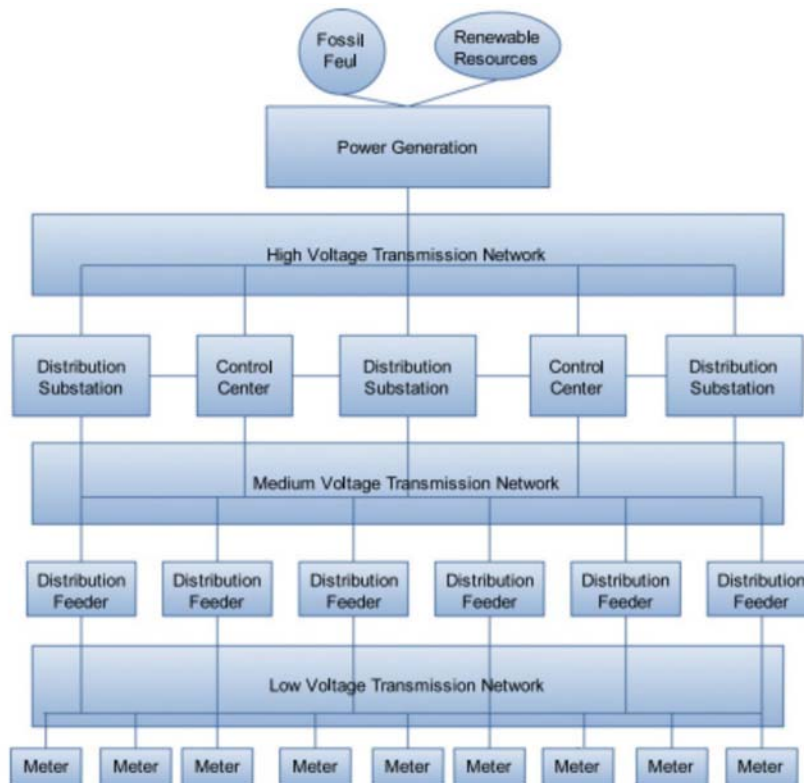 Fossil
Feul
Renewable
Resources
Power Generation
High Voltage Transmission Network
Distribution
Substation
Control
Center
Distribution
Substation
Control
Center
Distribution
Substation
Medium Voltage Transmission Network
Distribution
Feeder
Distribution
Feeder
Distribution
Feeder
Distribution
Feeder
Distribution
Feeder
Distribution
Feeder
Low Voltage Transmission Network
Meter
Meter
Meter
Meter
Meter
Meter
Meter
Meter
Meter